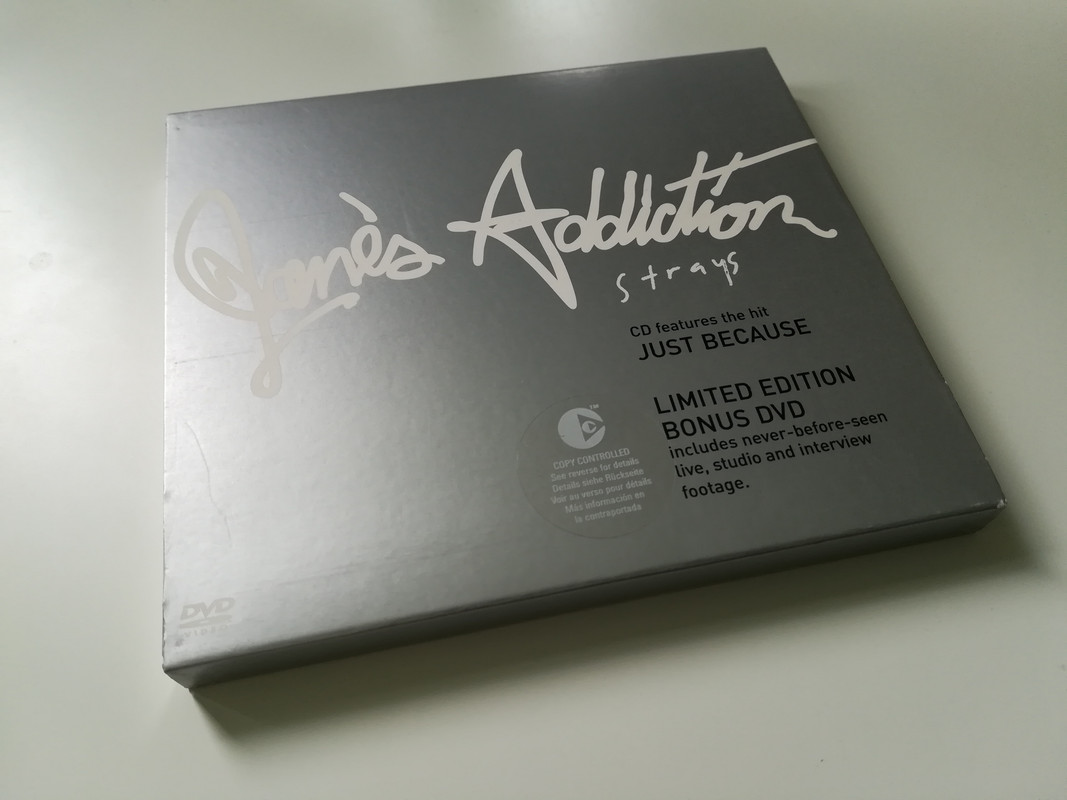 Jane's Addiction
strays
CD features the hit
JUST BECAUSE
LIMITED EDITION
BONUS DVD
includes never-before-seen
live, studio and interview
footage.
TM
COPY CONTROLLED
See reverse for details
Details siehe Rückseite
Voir au verso pour détails
Más información en
la contraportada
DVD
VIDEO